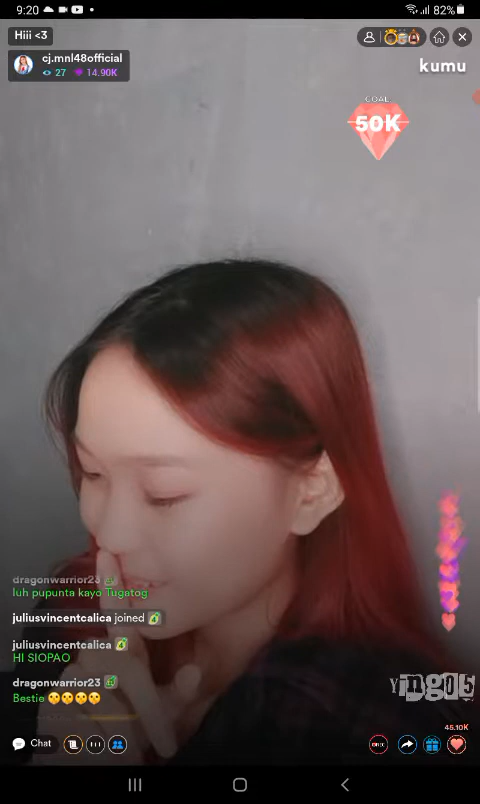 9:20
82%
Hiii <3
cj.mnl48official
27 14.90K
kumu
GOAL
50K
dragonwarrior23
luh pupunta kayo Tugatog
juliusvincentcalica joined
juliusvincentcalica
HI SIOPAO
dragonwarrior23
Bestie 🤫🤫🤫🤫
Yingo5
45.10K
Chat